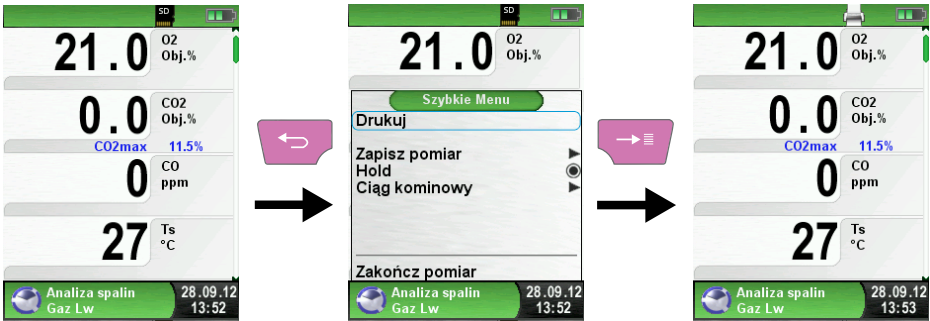 SD
21.0 O2
Obj.%
0.0 CO2
Obj.%
CO2max 11.5%
0 CO
ppm
27 Ts
°C
Analiza spalin 28.09.12
Gaz Lw 13:52
SD
21.0 O2
Obj.%
Szybkie Menu
Drukuj
Zapisz pomiar
Hold
Ciąg kominowy
Zakończ pomiar
Analiza spalin 28.09.12
Gaz Lw 13:52
21.0 O2
Obj.%
0.0 CO2
Obj.%
CO2max 11.5%
0 CO
ppm
27 Ts
°C
Analiza spalin 28.09.12
Gaz Lw 13:53